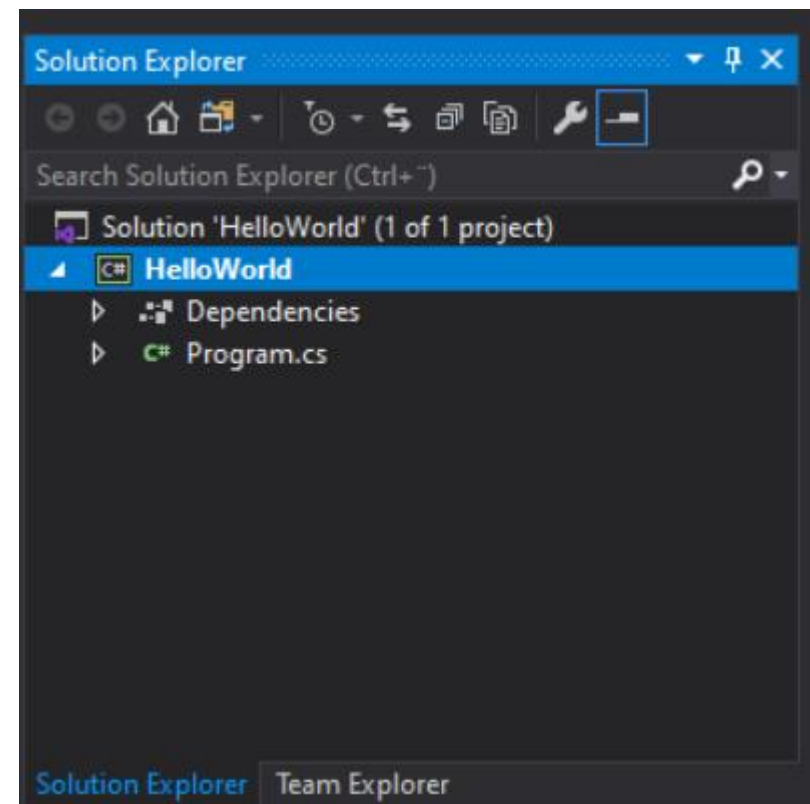 Solution Explorer
Search Solution Explorer (Ctrl+¨)
Solution 'HelloWorld' (1 of 1 project)
C# HelloWorld
Dependencies
C# Program.cs
Solution Explorer Team Explorer